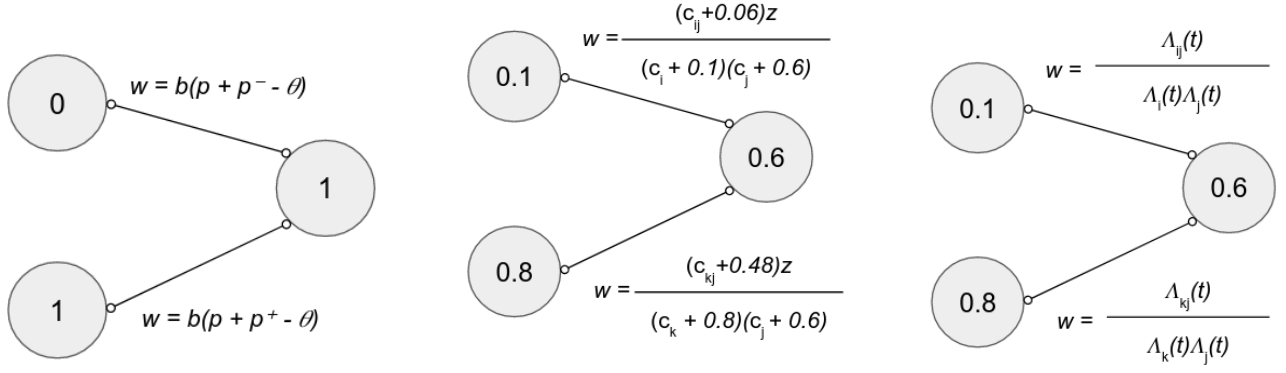 0
w = b(p + p⁻ - θ)
1
1
w = b(p + p⁺ - θ)
0.1
w = (c_ij+0.06)z
(c_i + 0.1)(c_j + 0.6)
0.6
0.8
w = (c_kj+0.48)z
(c_k + 0.8)(c_j + 0.6)
0.1
w = Λ_ij(t)
Λ_i(t)Λ_j(t)
0.6
0.8
w = Λ_kj(t)
Λ_k(t)Λ_j(t)